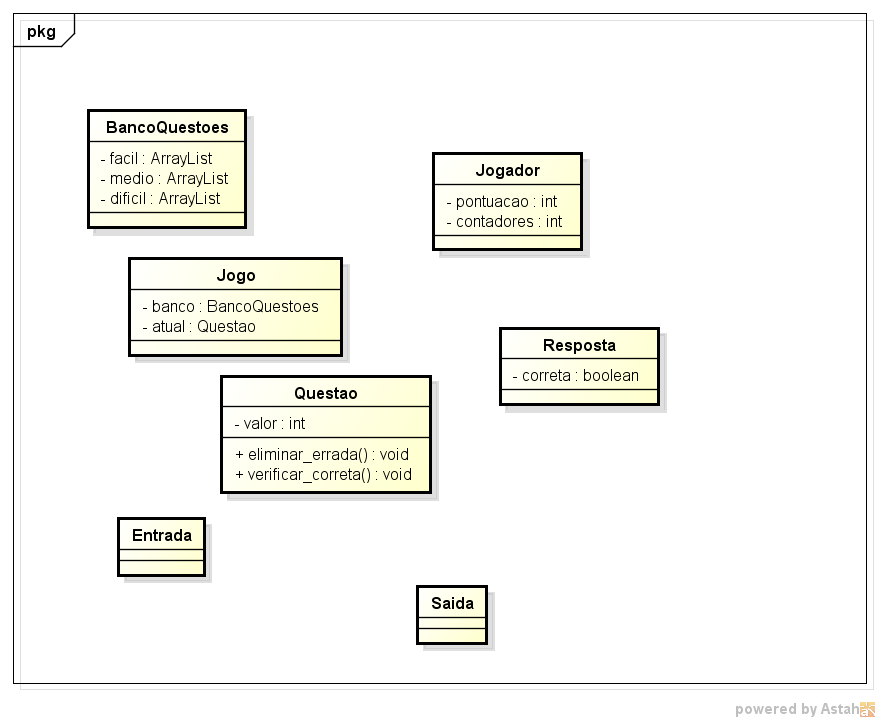 pkg
BancoQuestoes
- facil : ArrayList
- medio : ArrayList
- dificil : ArrayList
Jogador
- pontuacao : int
- contadores : int
Jogo
- banco : BancoQuestoes
- atual : Questao
Resposta
- correta : boolean
Questao
- valor : int
+ eliminar_errada() : void
+ verificar_correta() : void
Entrada
Saida
powered by Astah